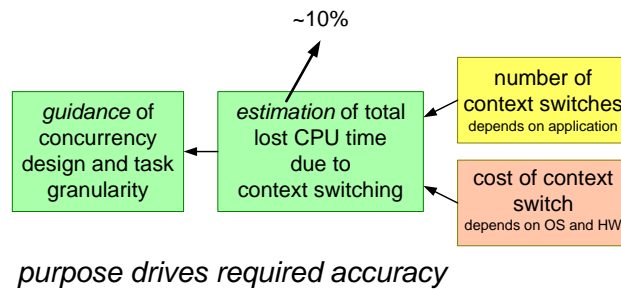 ~10%
guidance of
concurrency
design and task
granularity
estimation of total
lost CPU time
due to
context switching
number of
context switches
depends on application
cost of context
switch
depends on OS and HW
purpose drives required accuracy